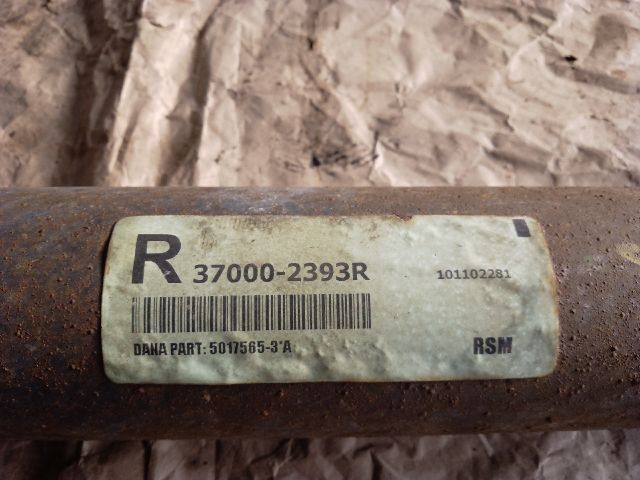 R 37000-2393R 101102281
DANA PART: 5017565-3*A RSM